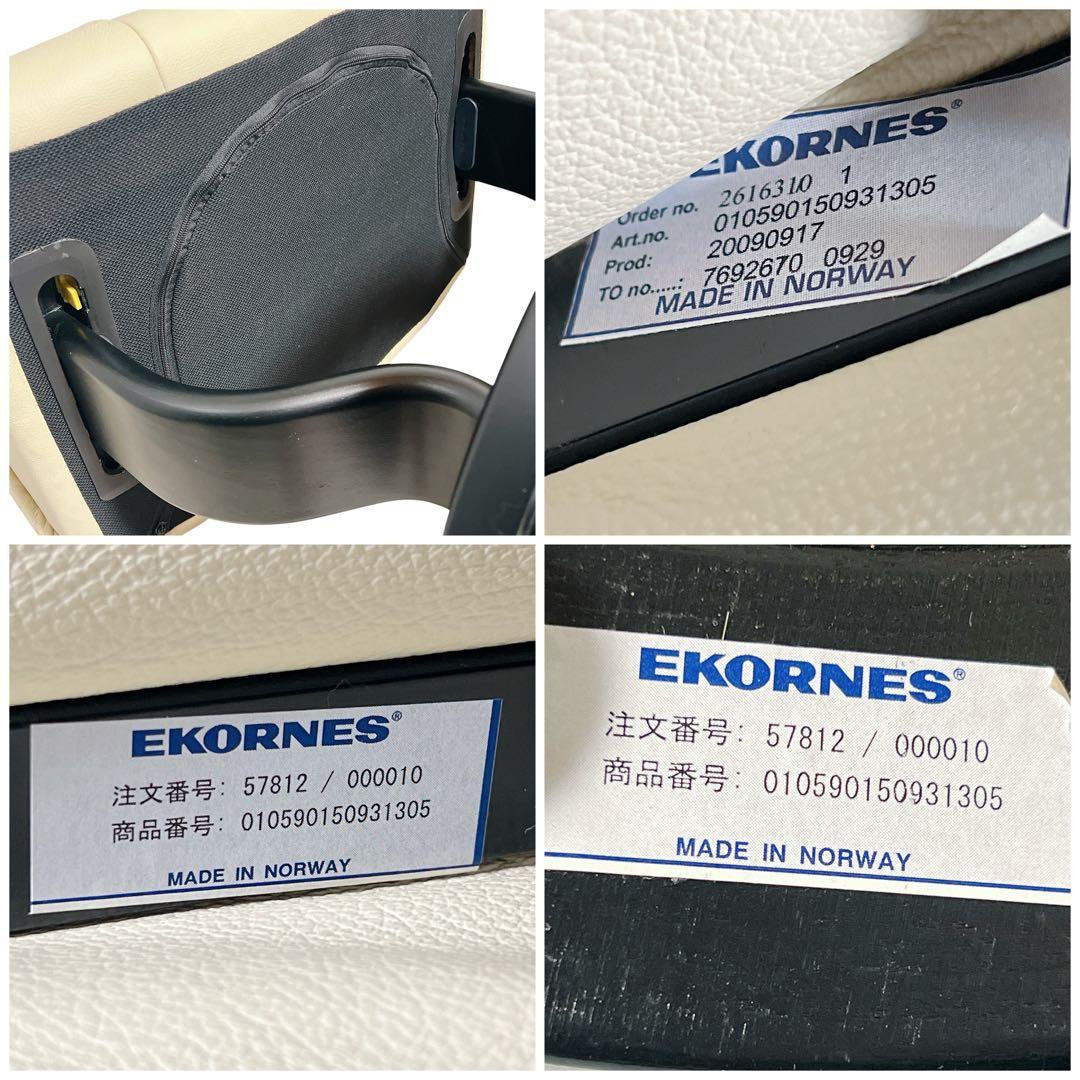 EKORNES®
Order no. 2616310 1
Art.no. 010590150931305
Prod: 20090917
TO no.....: 7692670 0929
MADE IN NORWAY
EKORNES®
注文番号: 57812 / 000010
商品番号: 010590150931305
MADE IN NORWAY
EKORNES®
注文番号: 57812 / 000010
商品番号: 010590150931305
MADE IN NORWAY